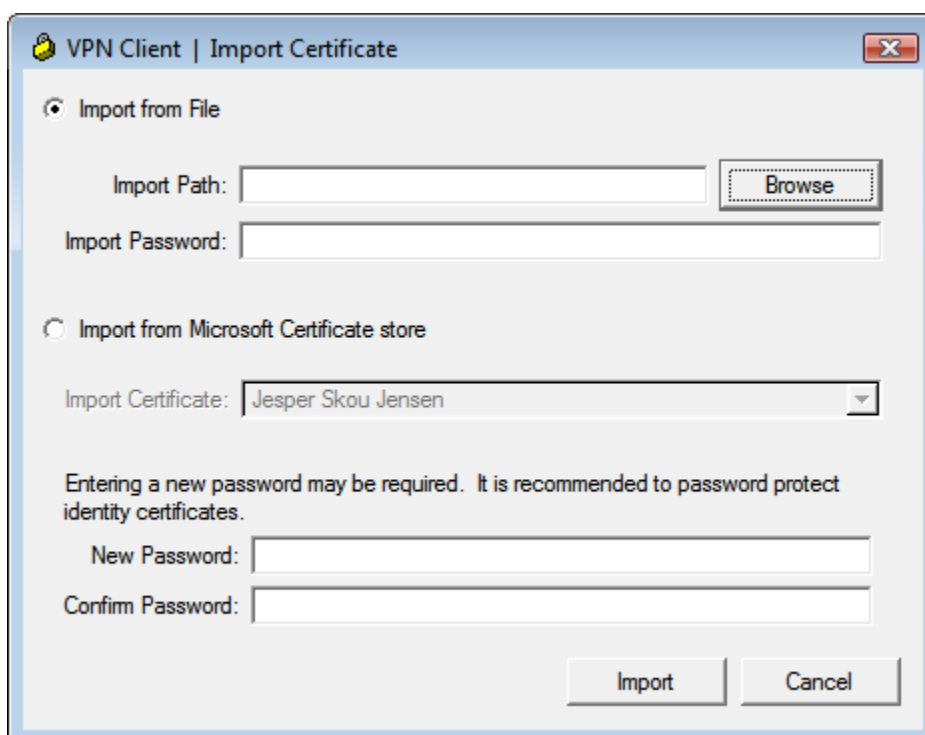 VPN Client | Import Certificate
Import from File
Import Path:
Browse
Import Password:
Import from Microsoft Certificate store
Import Certificate: Jesper Skou Jensen
Entering a new password may be required. It is recommended to password protect
identity certificates.
New Password:
Confirm Password:
Import
Cancel